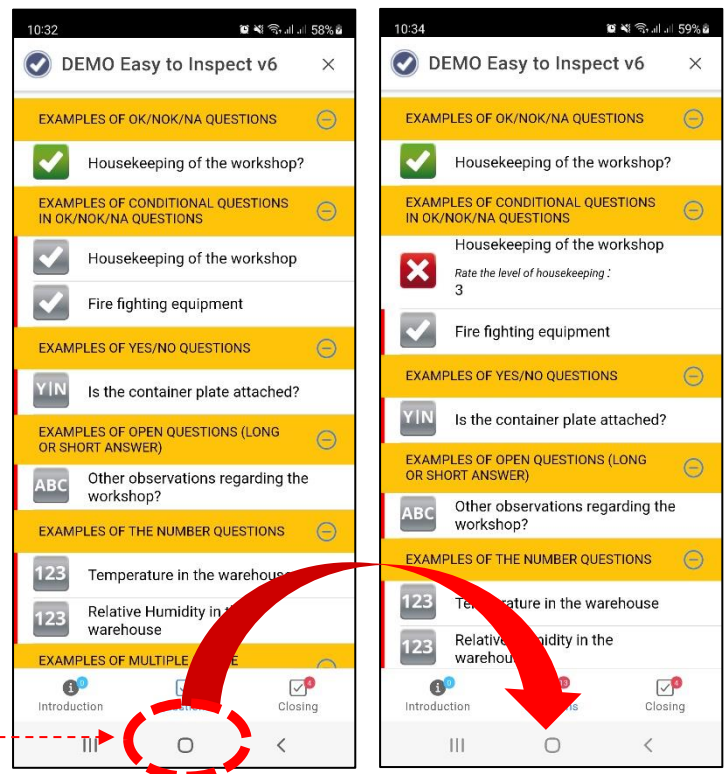 10:32
58%
DEMO Easy to Inspect v6
EXAMPLES OF OK/NOK/NA QUESTIONS
Housekeeping of the workshop?
EXAMPLES OF CONDITIONAL QUESTIONS
IN OK/NOK/NA QUESTIONS
Housekeeping of the workshop
Fire fighting equipment
EXAMPLES OF YES/NO QUESTIONS
Y|N
Is the container plate attached?
EXAMPLES OF OPEN QUESTIONS (LONG
OR SHORT ANSWER)
ABC
Other observations regarding the
workshop?
EXAMPLES OF THE NUMBER QUESTIONS
123
Temperature in the
123
Relative Humidity in
warehouse
EXAMPLES OF MULTIPLE
0
4
Introduction
Closing
10:34
59%
DEMO Easy to Inspect v6
EXAMPLES OF OK/NOK/NA QUESTIONS
Housekeeping of the workshop?
EXAMPLES OF CONDITIONAL QUESTIONS
IN OK/NOK/NA QUESTIONS
Housekeeping of the workshop
Rate the level of housekeeping :
3
Fire fighting equipment
EXAMPLES OF YES/NO QUESTIONS
Y|N
Is the container plate attached?
EXAMPLES OF OPEN QUESTIONS (LONG
OR SHORT ANSWER)
ABC
Other observations regarding the
workshop?
EXAMPLES OF THE NUMBER QUESTIONS
123
in the warehouse
123
in the
0
13
4
Introduction
Closing